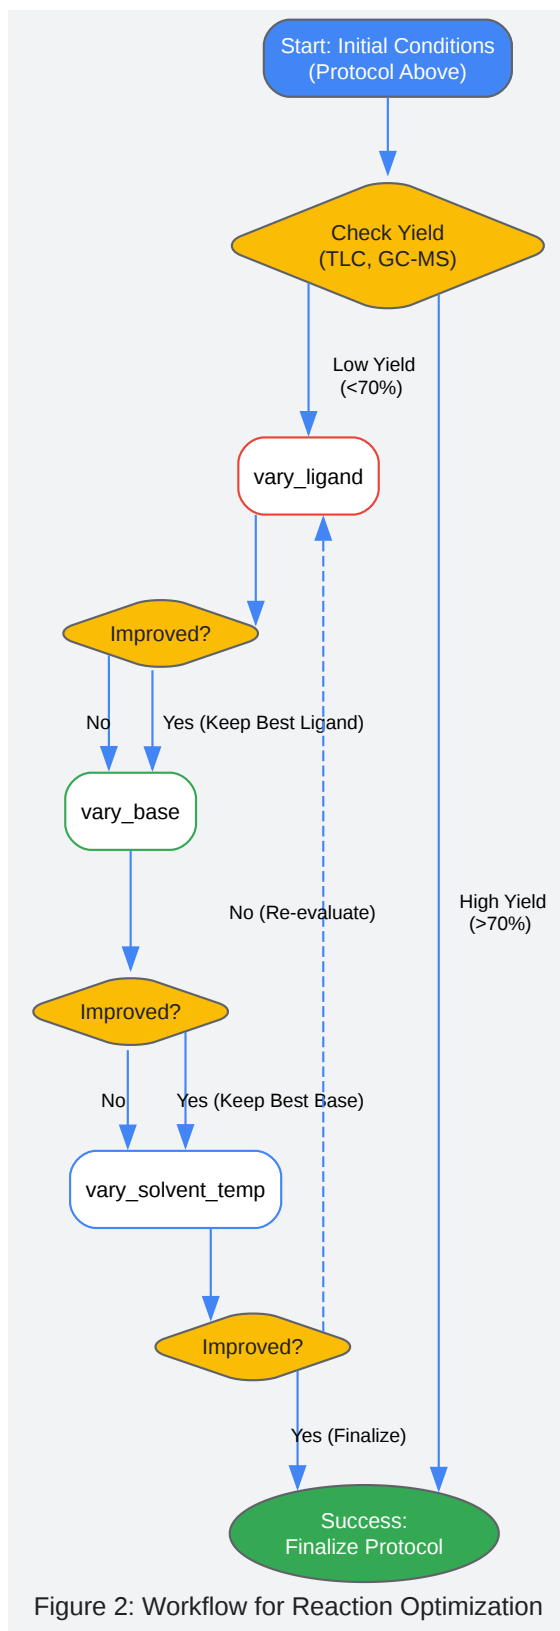 Start: Initial Conditions
(Protocol Above)
Check Yield
(TLC, GC-MS)
Low Yield
(<70%)
vary_ligand
Improved?
No
Yes (Keep Best Ligand)
vary_base
No (Re-evaluate)
High Yield
(>70%)
Improved?
No
Yes (Keep Best Base)
vary_solvent_temp
Improved?
Yes (Finalize)
Success:
Finalize Protocol
Figure 2: Workflow for Reaction Optimization